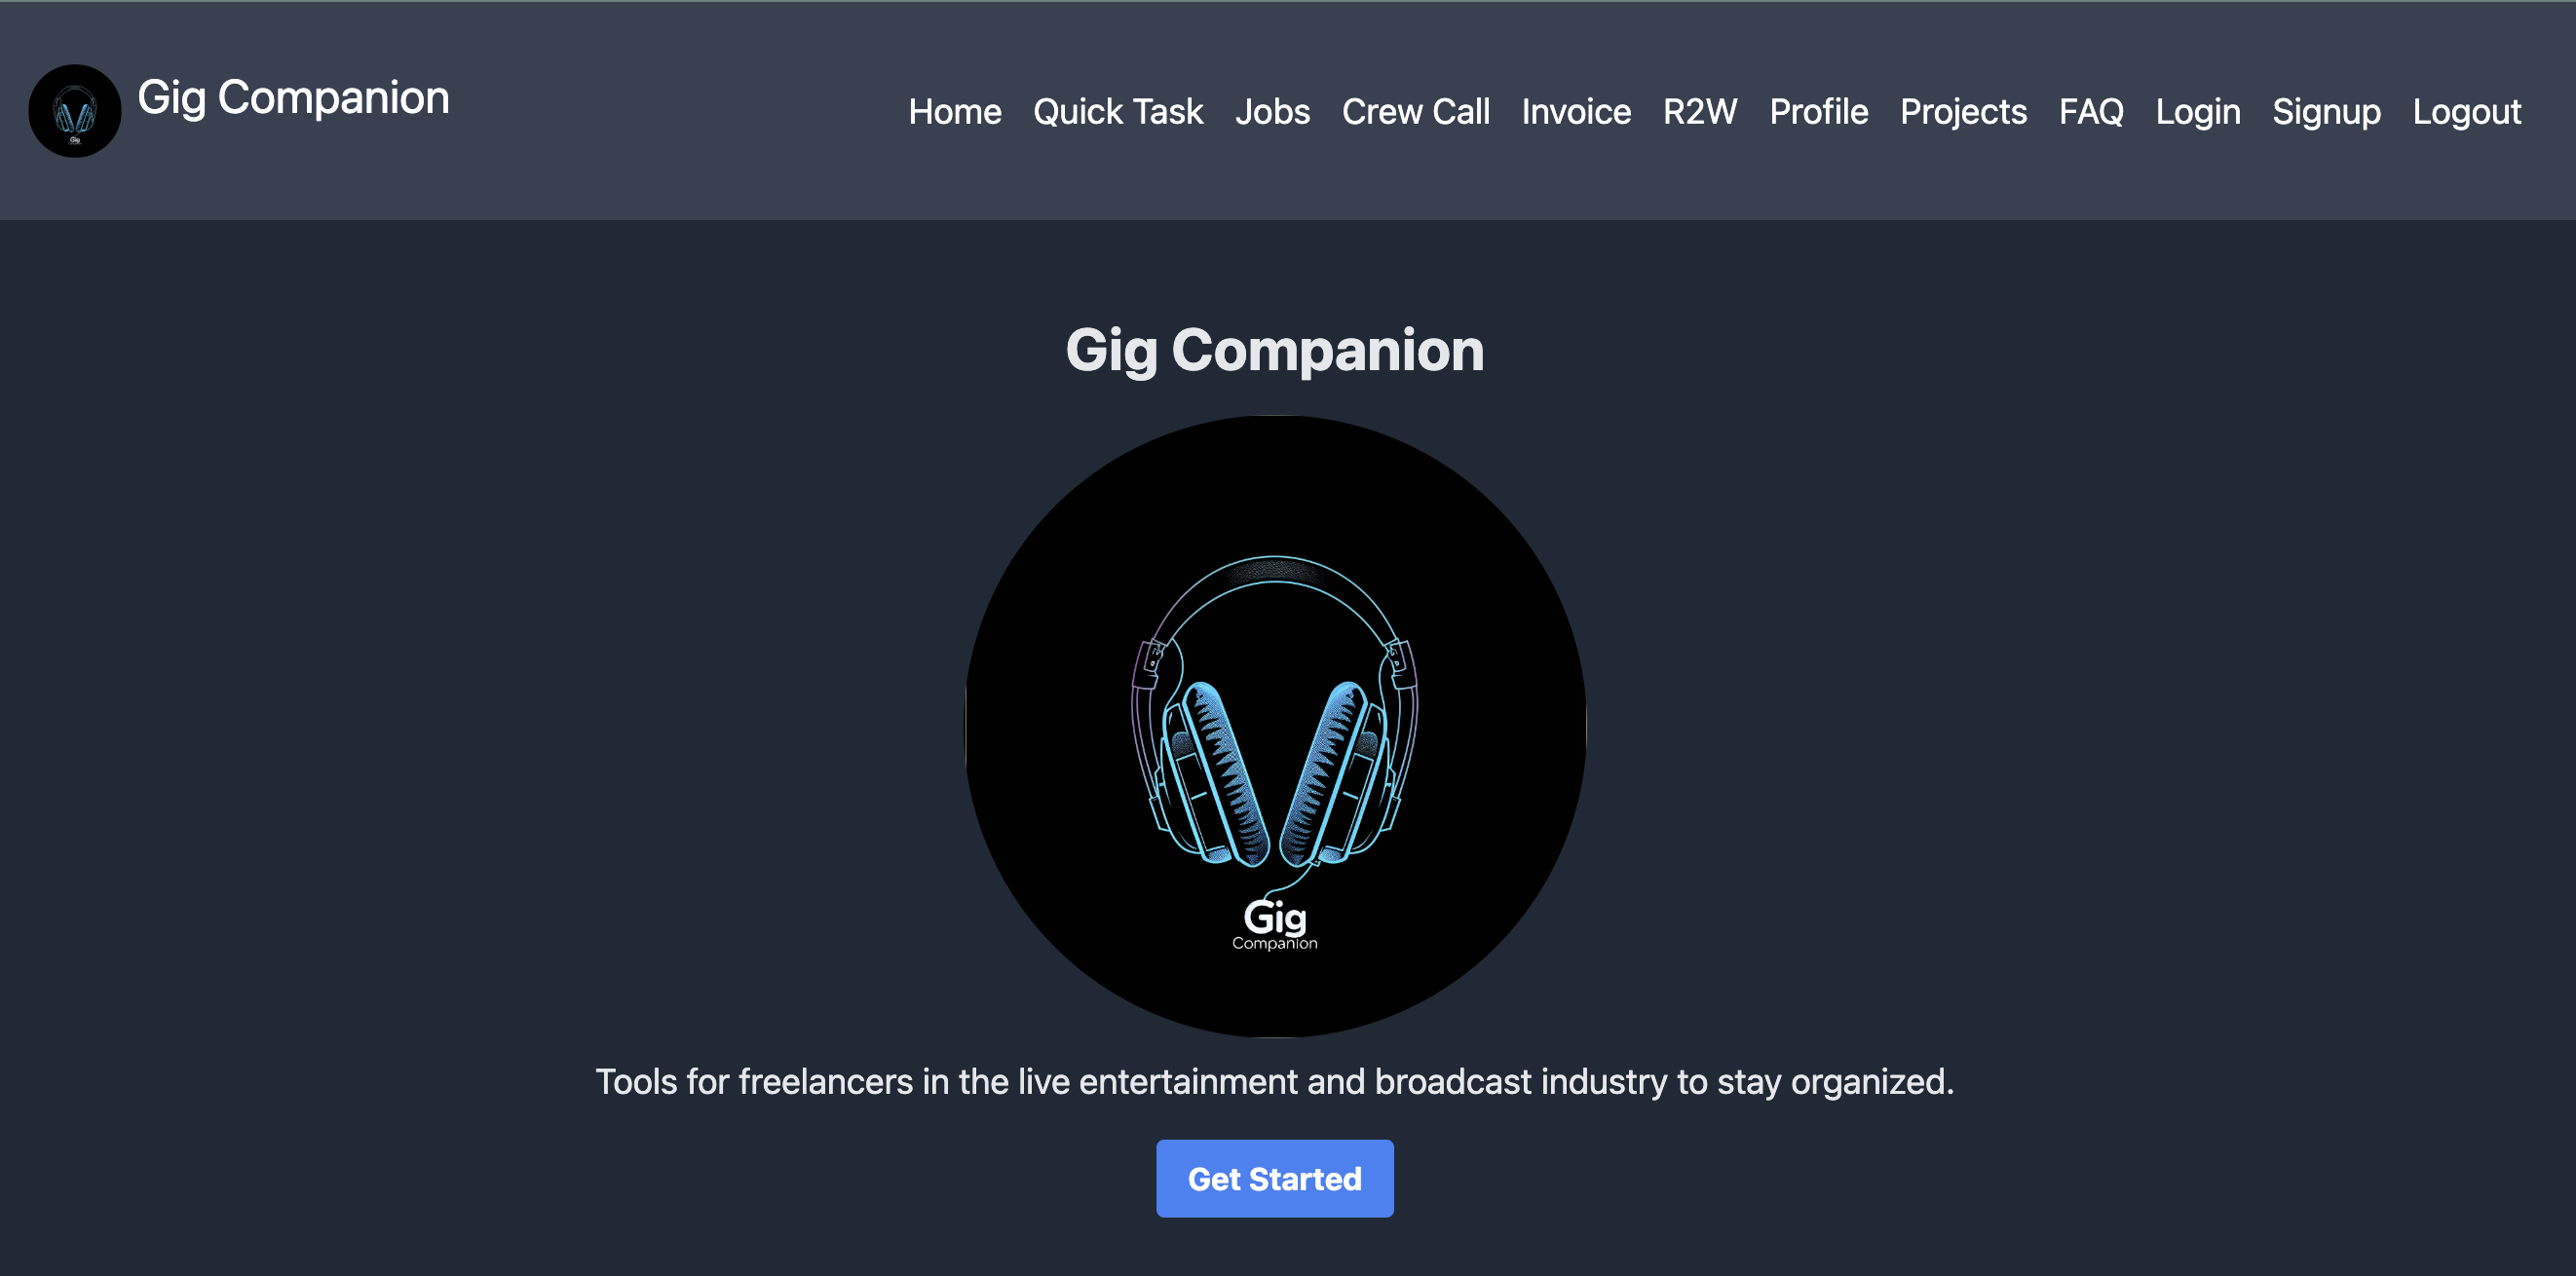 Gig Companion
Home Quick Task Jobs Crew Call Invoice R2W Profile Projects FAQ Login Signup Logout
Gig Companion
Gig
Companion
Tools for freelancers in the live entertainment and broadcast industry to stay organized.
Get Started